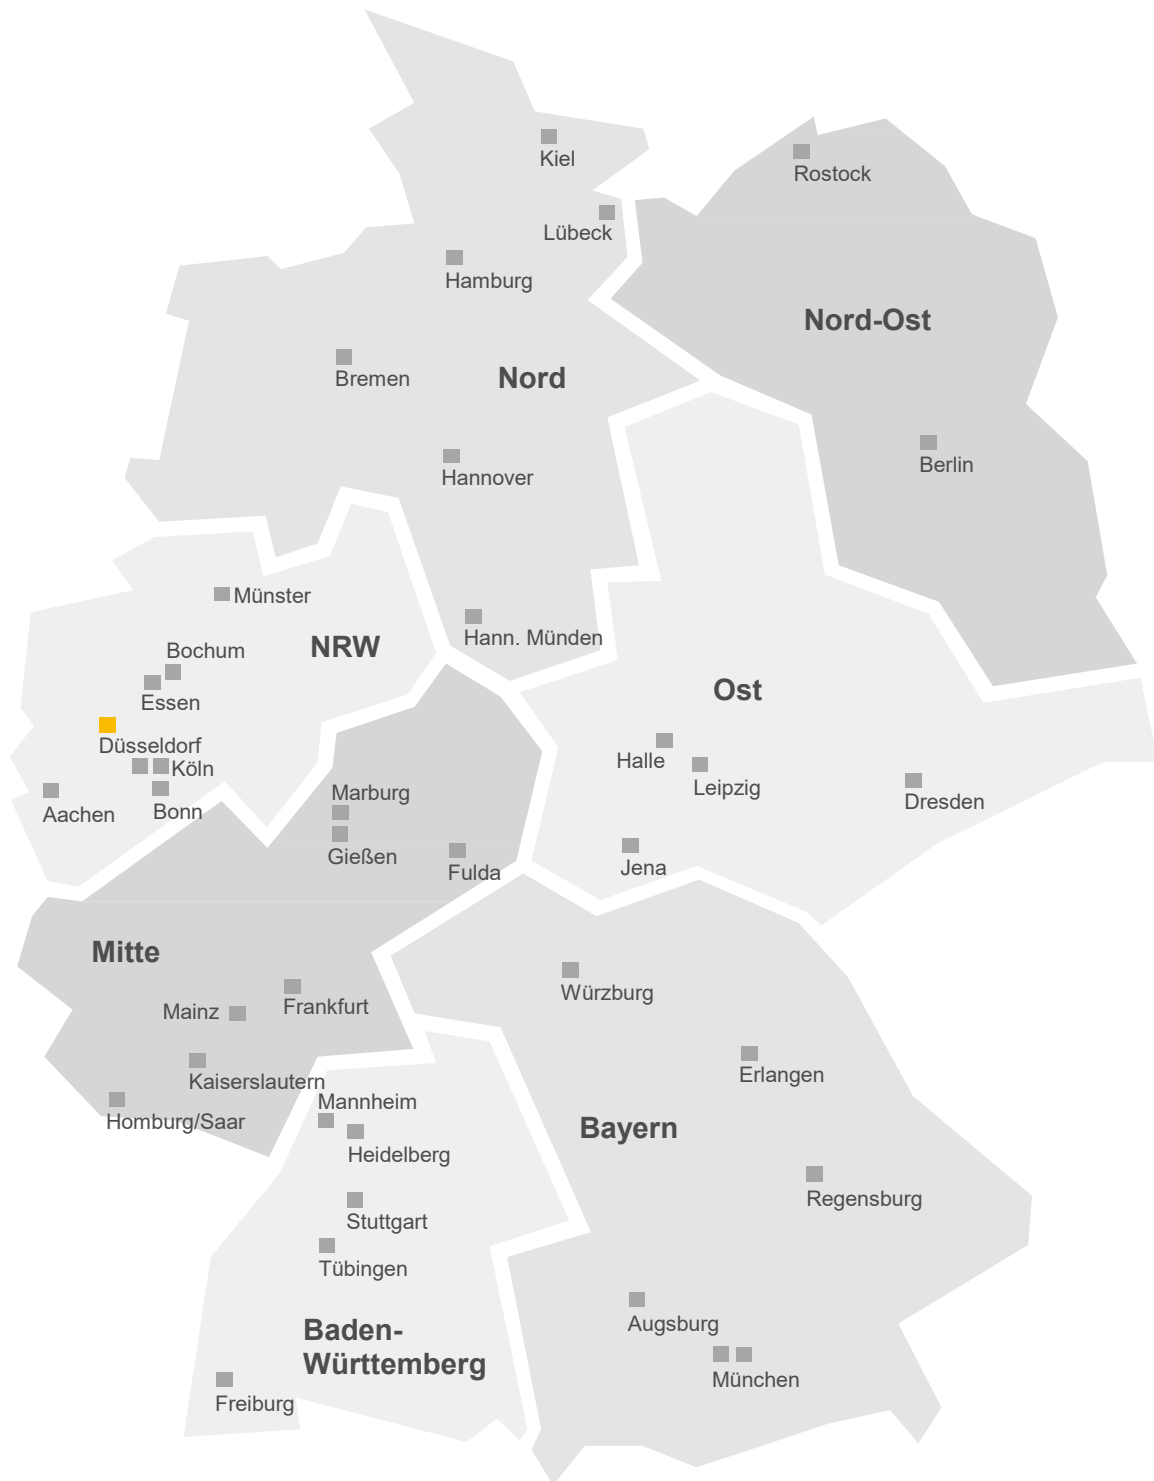 Kiel
Rostock
Lübeck
Hamburg
Nord-Ost
Bremen
Nord
Berlin
Hannover
Münster
Hann. Münden
NRW
Bochum
Essen
Ost
Düsseldorf
Köln
Halle
Leipzig
Dresden
Aachen
Bonn
Marburg
Gießen
Fulda
Jena
Mitte
Würzburg
Mainz
Frankfurt
Kaiserslautern
Erlangen
Mannheim
Homburg/Saar
Bayern
Heidelberg
Regensburg
Stuttgart
Tübingen
Augsburg
Baden-
Württemberg
München
Freiburg